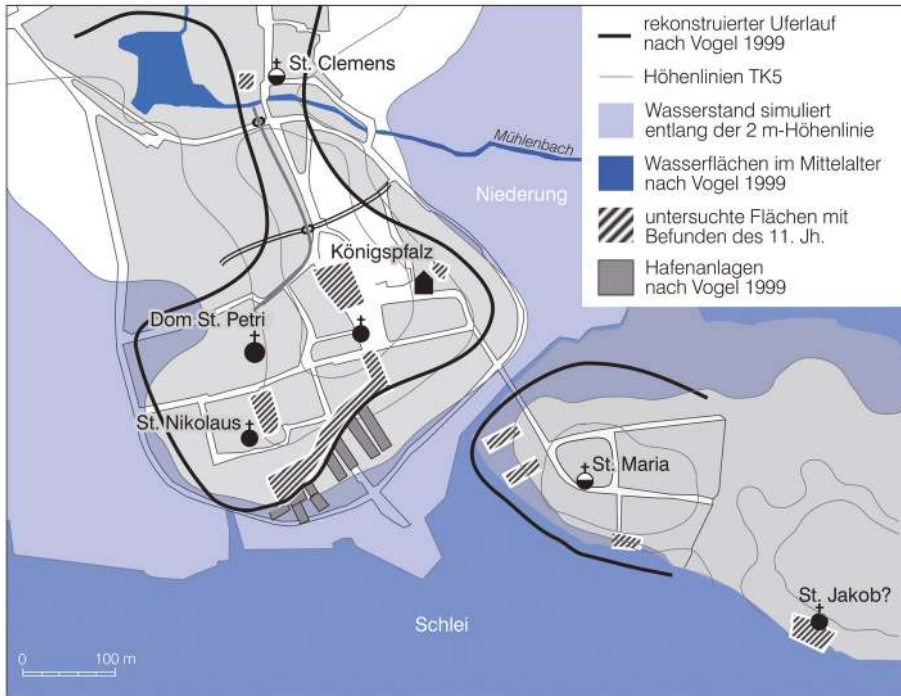 St. Clemens
Mühlenbach
Niederung
Königspfalz
Dom St. Petri
St. Nikolaus
St. Maria
St. Jakob?
Schlei
0 100 m
rekonstruierter Uferlauf
nach Vogel 1999
Höhenlinien TK5
Wasserstand simuliert
entlang der 2 m-Höhenlinie
Wasserflächen im Mittelalter
nach Vogel 1999
untersuchte Flächen mit
Befunden des 11. Jh.
Hafenanlagen
nach Vogel 1999